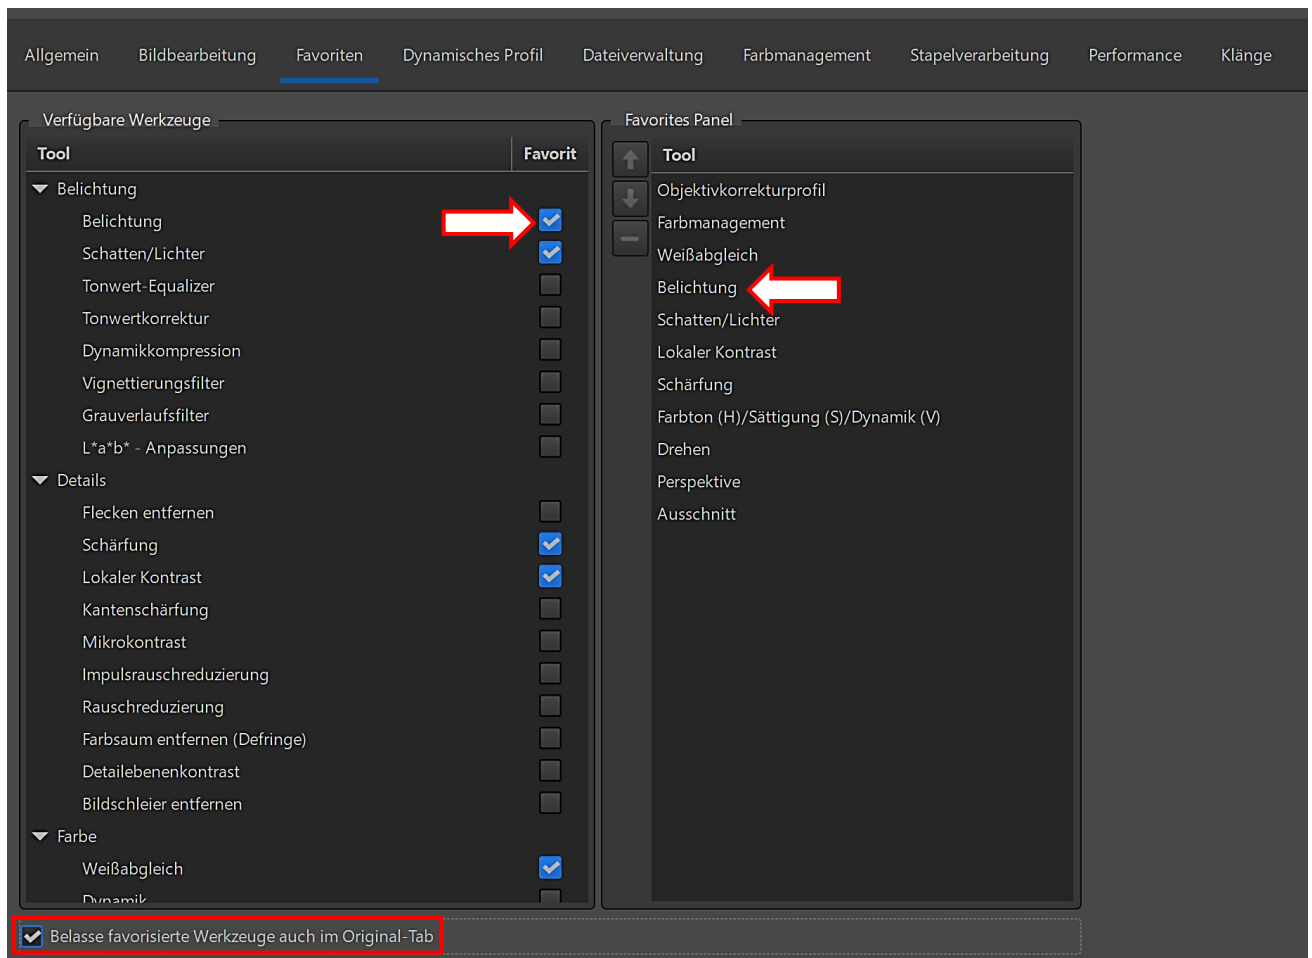 Allgemein Bildbearbeitung Favoriten Dynamisches Profil Dateiverwaltung Farbmanagement Stapelverarbeitung Performance Klänge
Verfügbare Werkzeuge
Tool Favorit
Belichtung
Belichtung
Schatten/Lichter
Tonwert-Equalizer
Tonwertkorrektur
Dynamikkompression
Vignettierungsfilter
Grauverlaufsfilter
L*a*b* - Anpassungen
Details
Flecken entfernen
Schärfung
Lokaler Kontrast
Kantenschärfung
Mikrokontrast
Impulsrauschreduzierung
Rauschreduzierung
Farbsaum entfernen (Defringe)
Detailebenenkontrast
Bildschleier entfernen
Farbe
Weißabgleich
Dynamik
Favorites Panel
Tool
Objektivkorrekturprofil
Farbmanagement
Weißabgleich
Belichtung
Schatten/Lichter
Lokaler Kontrast
Schärfung
Farbton (H)/Sättigung (S)/Dynamik (V)
Drehen
Perspektive
Ausschnitt
Belasse favorisierte Werkzeuge auch im Original-Tab